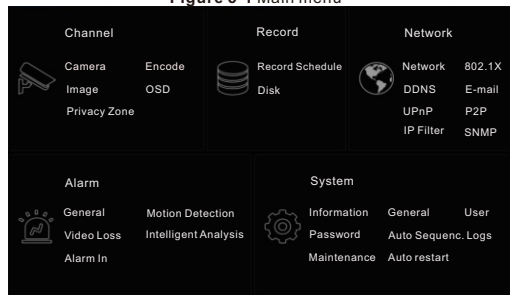 Channel
Camera Encode
Image OSD
Privacy Zone
Record
Record Schedule
Disk
Network
Network 802.1X
DDNS E-mail
UPnP P2P
IP Filter SNMP
Alarm
General Motion Detection
Video Loss Intelligent Analysis
Alarm In
System
Information General User
Password Auto Sequenc. Logs
Maintenance Auto restart